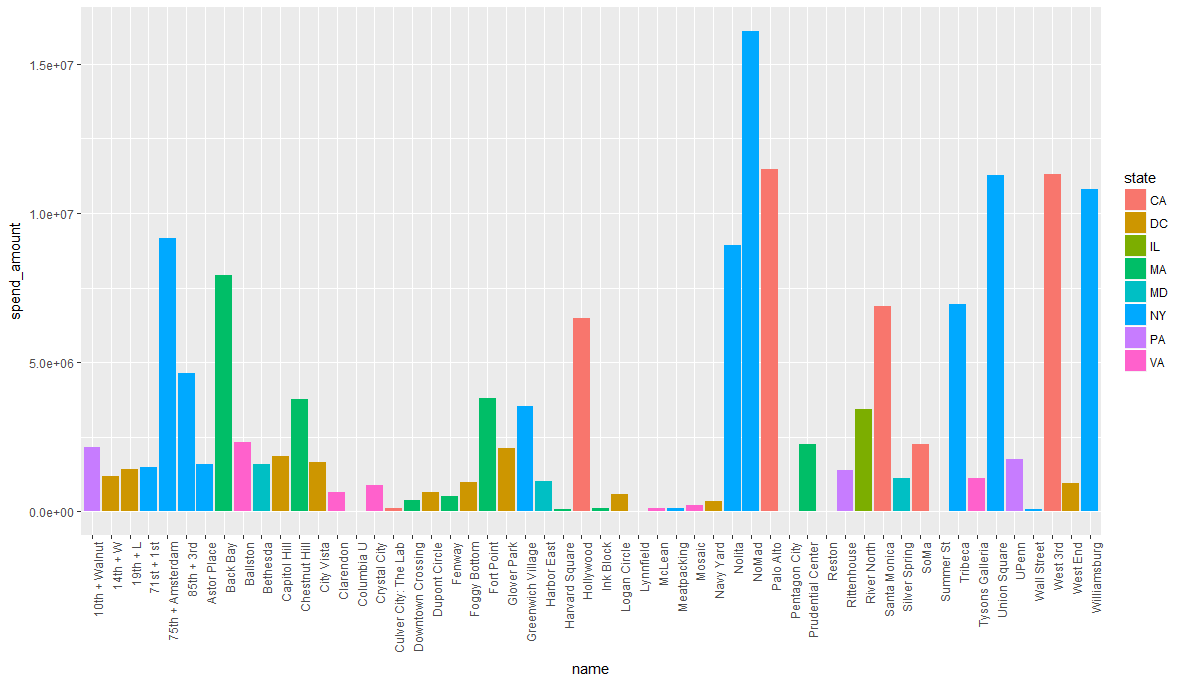 1.5e+07
1.0e+07
5.0e+06
0.0e+00
spend_amount
10th + Walnut
14th + W
19th + L
71st + 1st
75th + Amsterdam
85th + 3rd
Astor Place
Back Bay
Ballston
Bethesda
Capitol Hill
Chestnut Hill
City Vista
Clarendon
Columbia U
Crystal City
Culver City: The Lab
Downtown Crossing
Dupont Circle
Fenway
Foggy Bottom
Fort Point
Glover Park
Greenwich Village
Harbor East
Harvard Square
Hollywood
Ink Block
Logan Circle
Lynnfield
McLean
Meatpacking
Mosaic
Navy Yard
Nolita
NoMad
Palo Alto
Pentagon City
Prudential Center
Reston
Rittenhouse
River North
Santa Monica
Silver Spring
SoMa
Summer St
Tribeca
Tysons Galleria
Union Square
UPenn
Wall Street
West 3rd
West End
Williamsburg
name
state
CA
DC
IL
MA
MD
NY
PA
VA